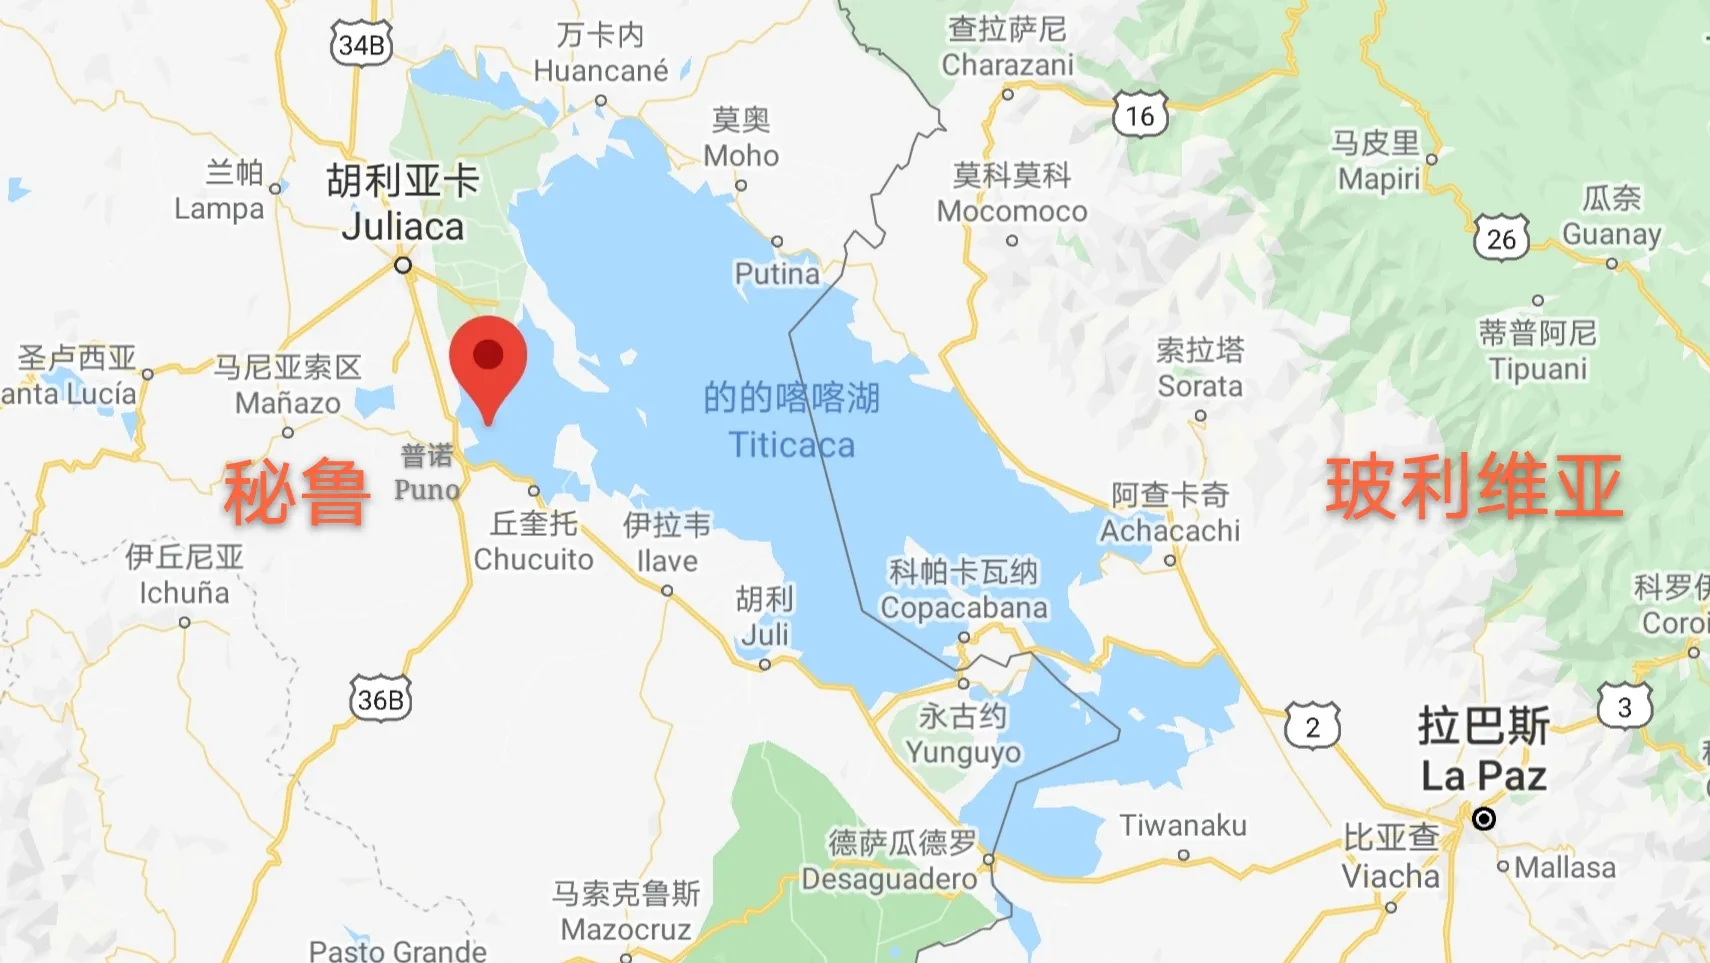 34B
万卡内
Huancané
查拉萨尼
Charazani
16
莫奥
Moho
马皮里
Mapiri
兰帕
Lampa
胡利亚卡
Juliaca
莫科莫科
Mocomoco
瓜奈
Guanay
26
Putina
圣卢西亚
anta Lucía
马尼亚索区
Mañazo
的的喀喀湖
Titicaca
索拉塔
Sorata
蒂普阿尼
Tipuani
普诺
Puno
秘鲁
玻利维亚
阿查卡奇
Achacachi
丘奎托
Chucuito
伊拉韦
Ilave
伊丘尼亚
Ichuña
胡利
Juli
科帕卡瓦纳
Copacabana
科罗伊
Coroi
36B
永古约
Yunguyo
2
拉巴斯
La Paz
3
德萨瓜德罗
Desaguadero
Tiwanaku
比亚查
Viacha
Mallasa
马索克鲁斯
Mazocruz
Pasto Grande